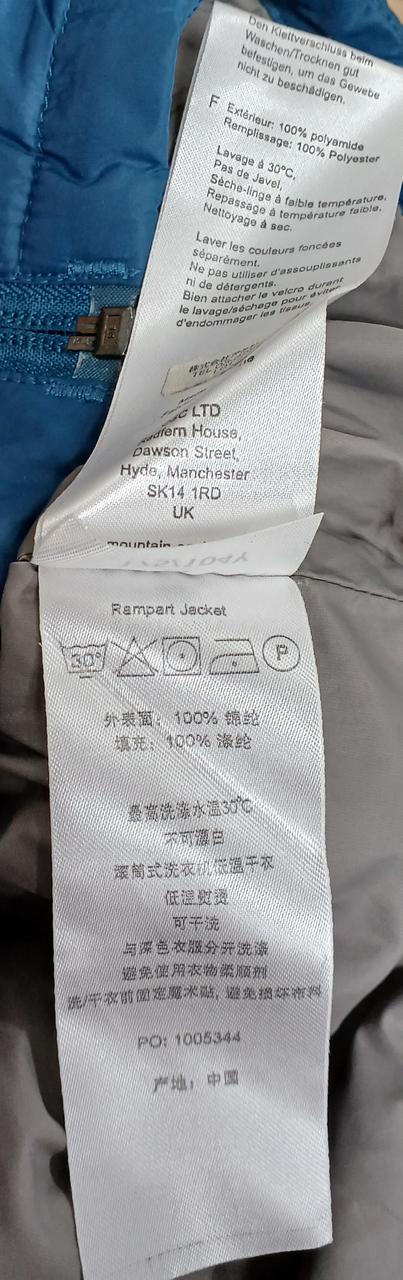 Den Klettverschluss beim
Waschen/Trocknen gut
befestigen, um das Gewebe
nicht zu beschädigen.
F Extérieur: 100% polyamide
Remplissage: 100% Polyester
Lavage á 30°C,
Pas de Javel,
Sèche-linge à faible température,
Repassage à température faible,
Nettoyage á sec.
Laver les couleurs foncées
séparément.
Ne pas utiliser d'assouplissants
ni de détergents.
Bien attacher le velcro durant
le lavage/séchage pour éviter
d'endommager les tissus.
LTD
House,
Dawson Street,
Hyde, Manchester
SK14 1RD
UK
mountain
Rampart Jacket
30° P
外表面: 100% 锦纶
填充: 100% 涤纶
最高洗涤水温30℃
不可漂白
滚筒式洗衣机低温干衣
低温熨烫
可干洗
与深色衣服分开洗涤
避免使用衣物柔顺剂
洗/干衣前固定魔术贴, 避免损坏布料
PO: 1005344
产地: 中国